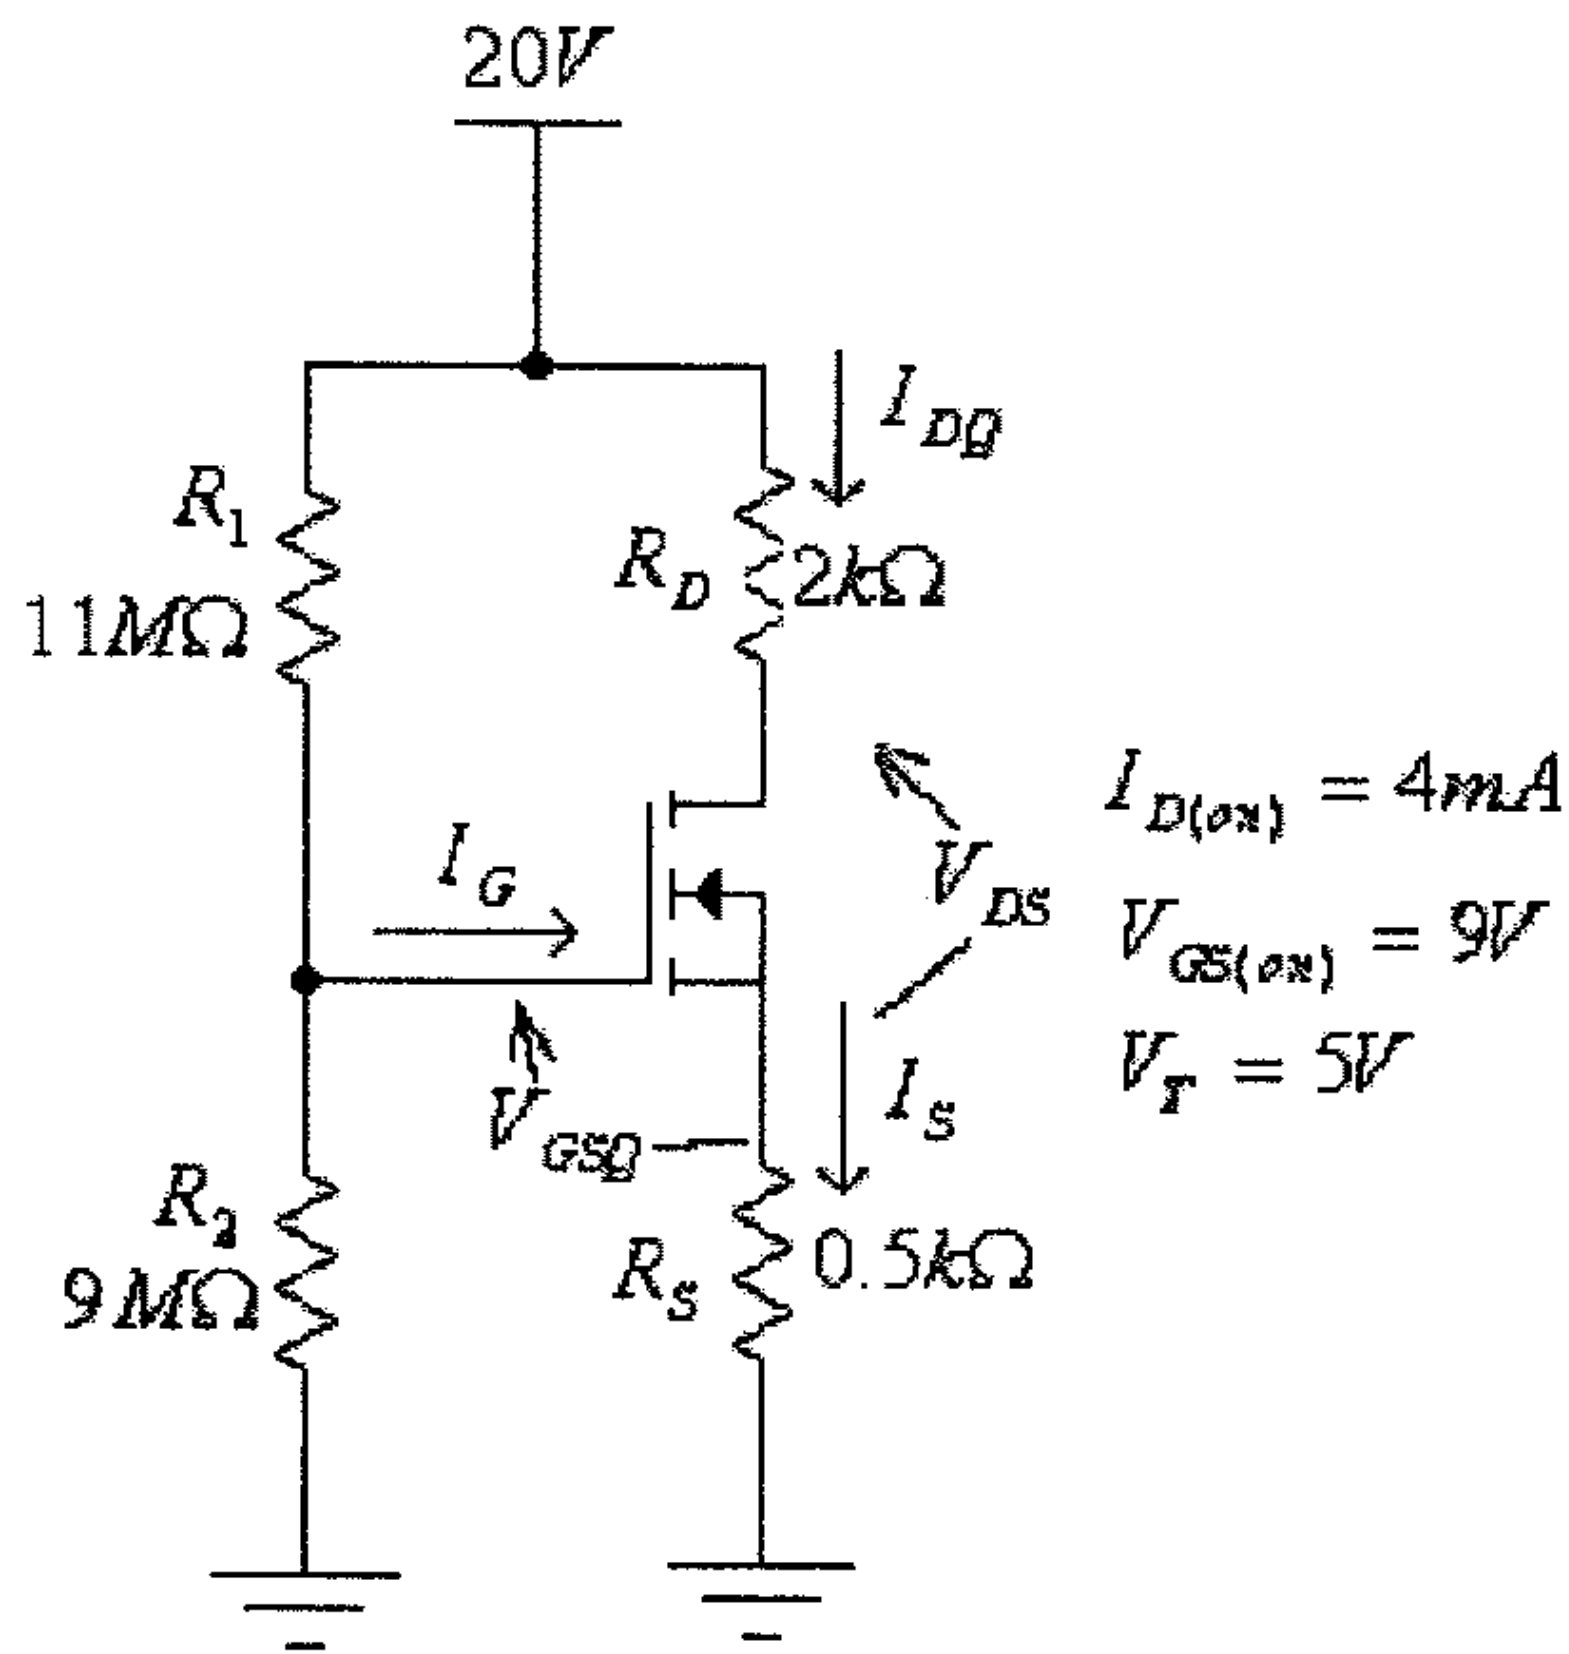 20V
I_DQ
R_1
11MΩ
R_D 2kΩ
I_G
V_DS
I_D(on) = 4mA
V_GS(on) = 9V
V_T = 5V
I_S
V_GSQ
R_2
9MΩ
R_S 0.5kΩ